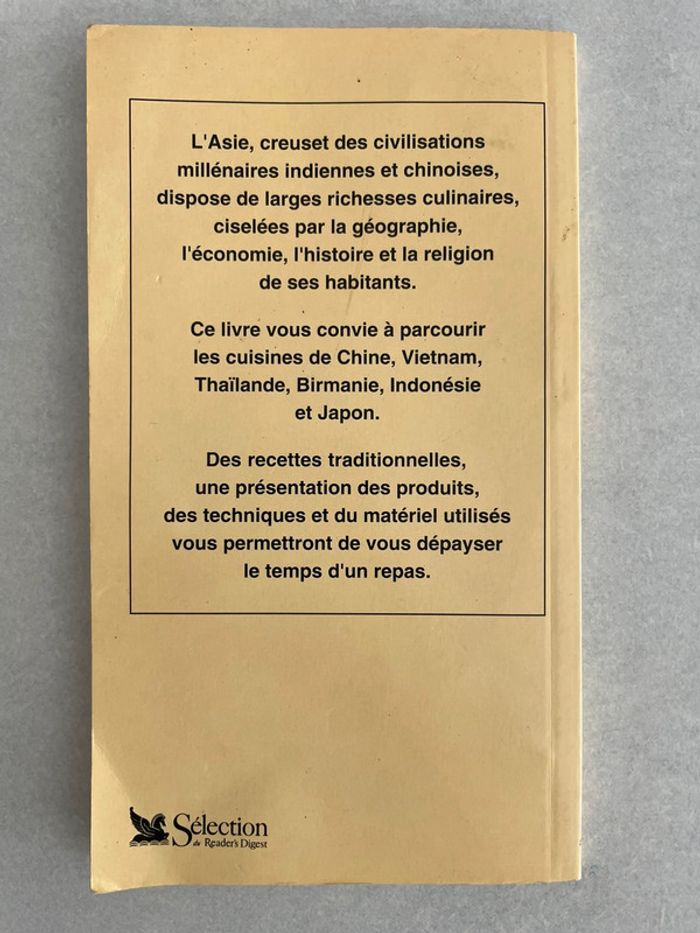 L'Asie, creuset des civilisations
millénaires indiennes et chinoises,
dispose de larges richesses culinaires,
ciselées par la géographie,
l'économie, l'histoire et la religion
de ses habitants.
Ce livre vous convie à parcourir
les cuisines de Chine, Vietnam,
Thaïlande, Birmanie, Indonésie
et Japon.
Des recettes traditionnelles,
une présentation des produits,
des techniques et du matériel utilisés
vous permettront de vous dépayser
le temps d'un repas.
Sélection
du Reader's Digest